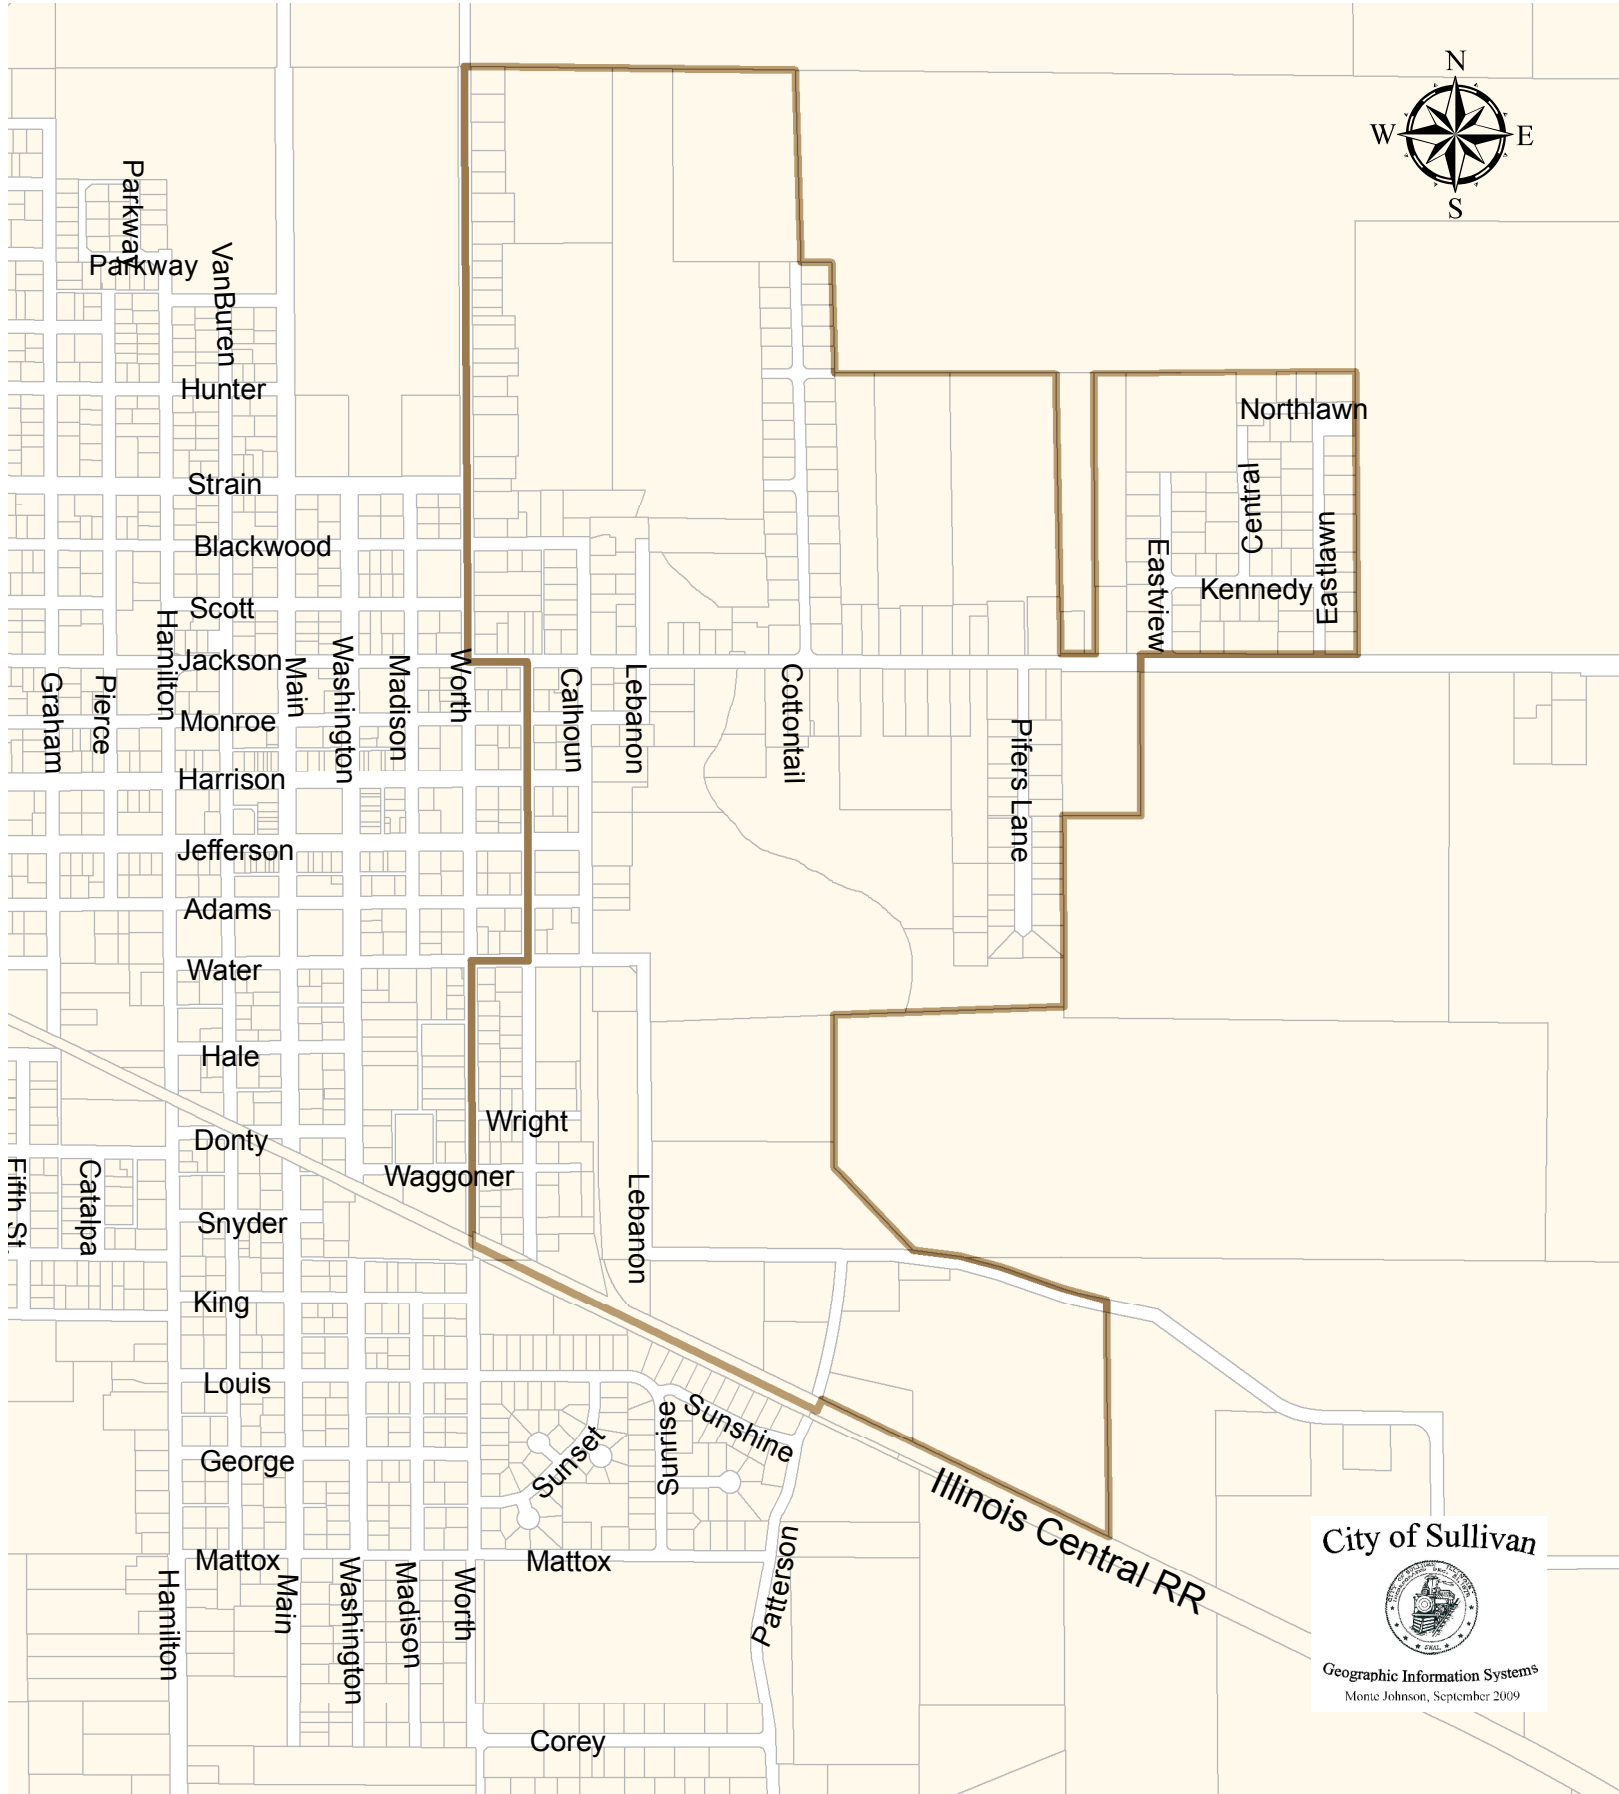 N
W E
S
Parkway
Parkway
VanBuren
Hunter
Northlawn
Strain
Central
Blackwood
Eastlawn
Eastview
Kennedy
Scott
Hamilton
Jackson
Main
Washington
Madison
Worth
Graham
Pierce
Calhoun
Lebanon
Cottontail
Monroe
Pifers Lane
Harrison
Jefferson
Adams
Water
Hale
Wright
Donty
Fifth St.
Catalpa
Waggoner
Lebanon
Snyder
King
Louis
Sunset
Sunrise
Sunshine
George
Illinois Central RR
Mattox
Mattox
Patterson
Hamilton
Main
Washington
Madison
Worth
Corey
City of Sullivan
SEAL
Geographic Information Systems
Monte Johnson, September 2009